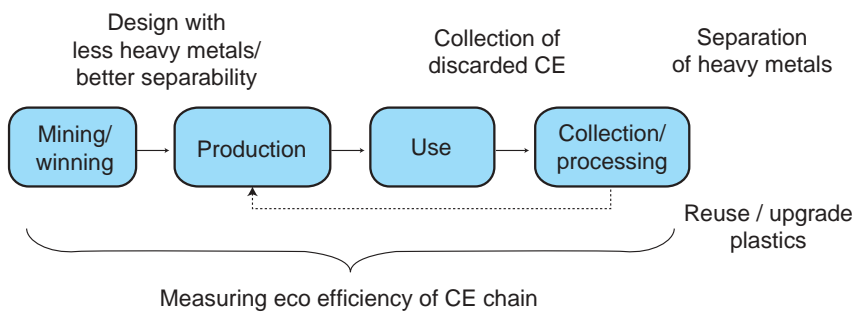 Design with
less heavy metals/
better separability
Collection of
discarded CE
Separation
of heavy metals
Mining/
winning
Production
Use
Collection/
processing
Reuse / upgrade
plastics
Measuring eco efficiency of CE chain